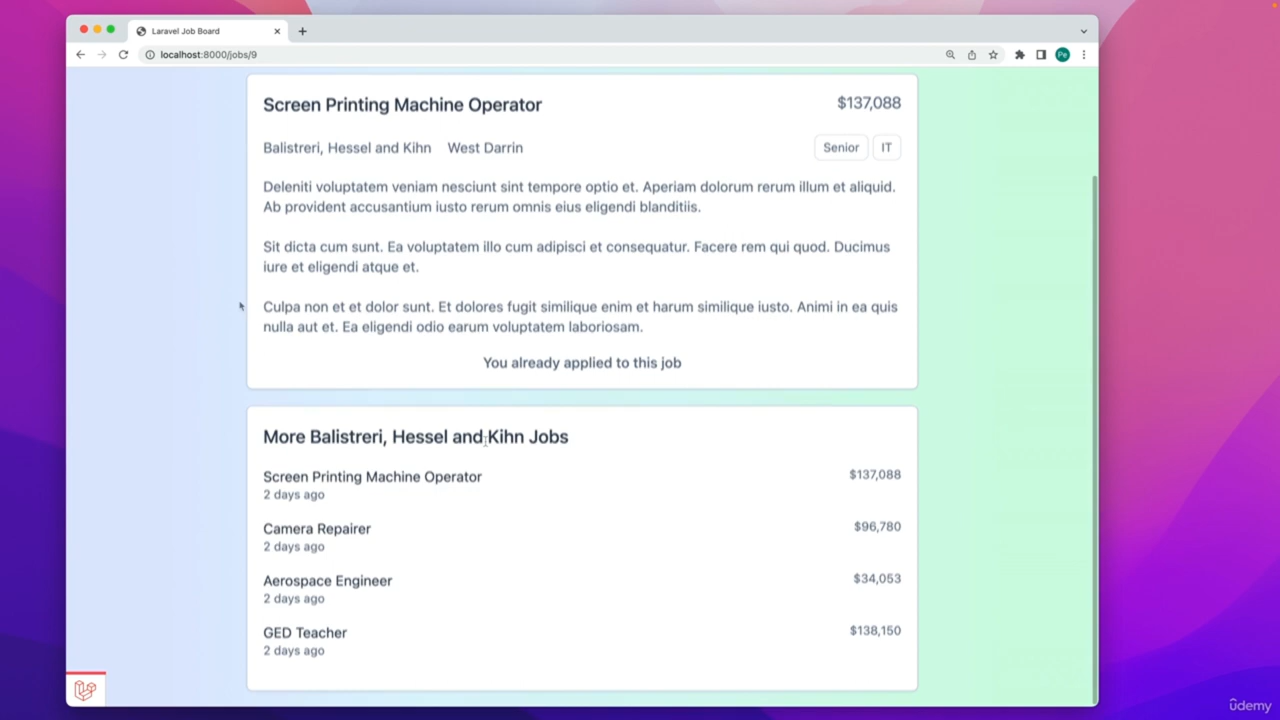 Laravel Job Board
localhost:8000/jobs/9
Pe
Screen Printing Machine Operator
$137,088
Balistreri, Hessel and Kihn West Darrin
Senior IT
Deleniti voluptatem veniam nesciunt sint tempore optio et. Aperiam dolorum rerum illum et aliquid.
Ab provident accusantium iusto rerum omnis eius eligendi blanditiis.
Sit dicta cum sunt. Ea voluptatem illo cum adipisci et consequatur. Facere rem qui quod. Ducimus
iure et eligendi atque et.
Culpa non et et dolor sunt. Et dolores fugit similique enim et harum similique iusto. Animi in ea quis
nulla aut et. Ea eligendi odio earum voluptatem laboriosam.
You already applied to this job
More Balistreri, Hessel and Kihn Jobs
Screen Printing Machine Operator
$137,088
2 days ago
Camera Repairer
$96,780
2 days ago
Aerospace Engineer
$34,053
2 days ago
GED Teacher
$138,150
2 days ago
udemy